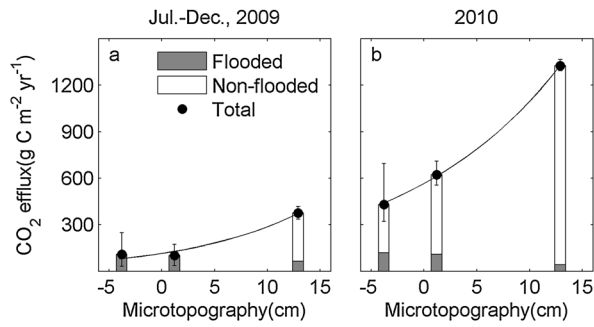 Jul.-Dec., 2009
2010
a
b
Flooded
Non-flooded
Total
CO2 efflux(g C m-2 yr-1)
1200
900
600
300
-5 0 5 10 15
-5 0 5 10 15
Microtopography(cm)
Microtopography(cm)